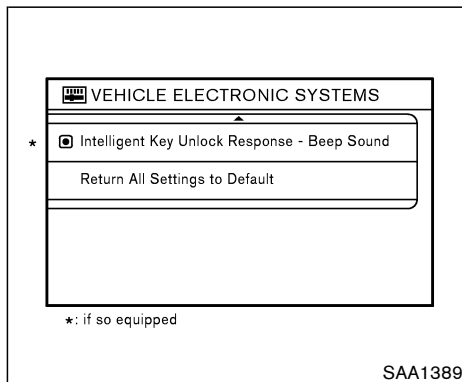 VEHICLE ELECTRONIC SYSTEMS
* Intelligent Key Unlock Response - Beep Sound
Return All Settings to Default
*: if so equipped
SAA1389